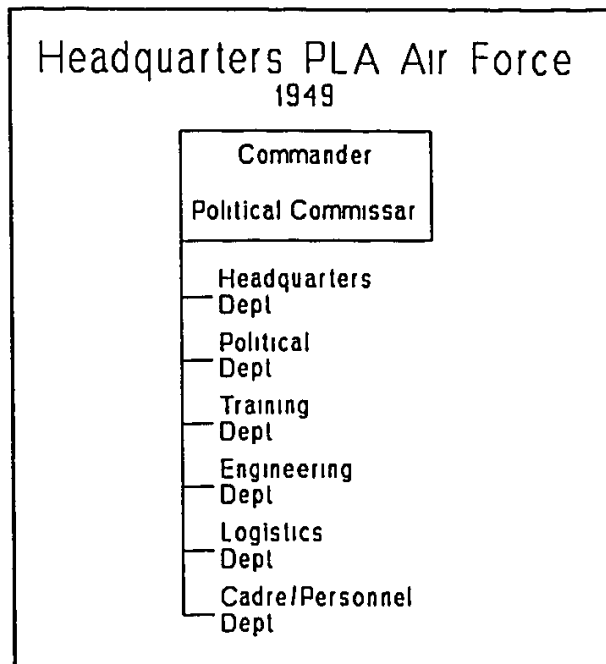 Headquarters PLA Air Force
1949
Commander
Political Commissar
Headquarters
Dept
Political
Dept
Training
Dept
Engineering
Dept
Logistics
Dept
Cadre/Personnel
Dept